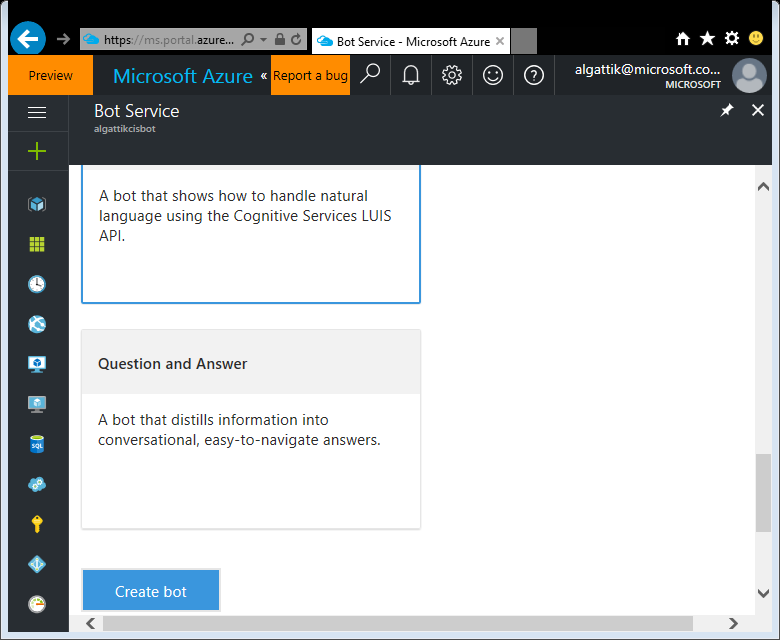 https://ms.portal.azure...
Bot Service - Microsoft Azure
Preview
Microsoft Azure «
Report a bug
algattik@microsoft.co...
MICROSOFT
Bot Service
algattikcisbot
A bot that shows how to handle natural
language using the Cognitive Services LUIS
API.
Question and Answer
A bot that distills information into
conversational, easy-to-navigate answers.
SQL
Create bot